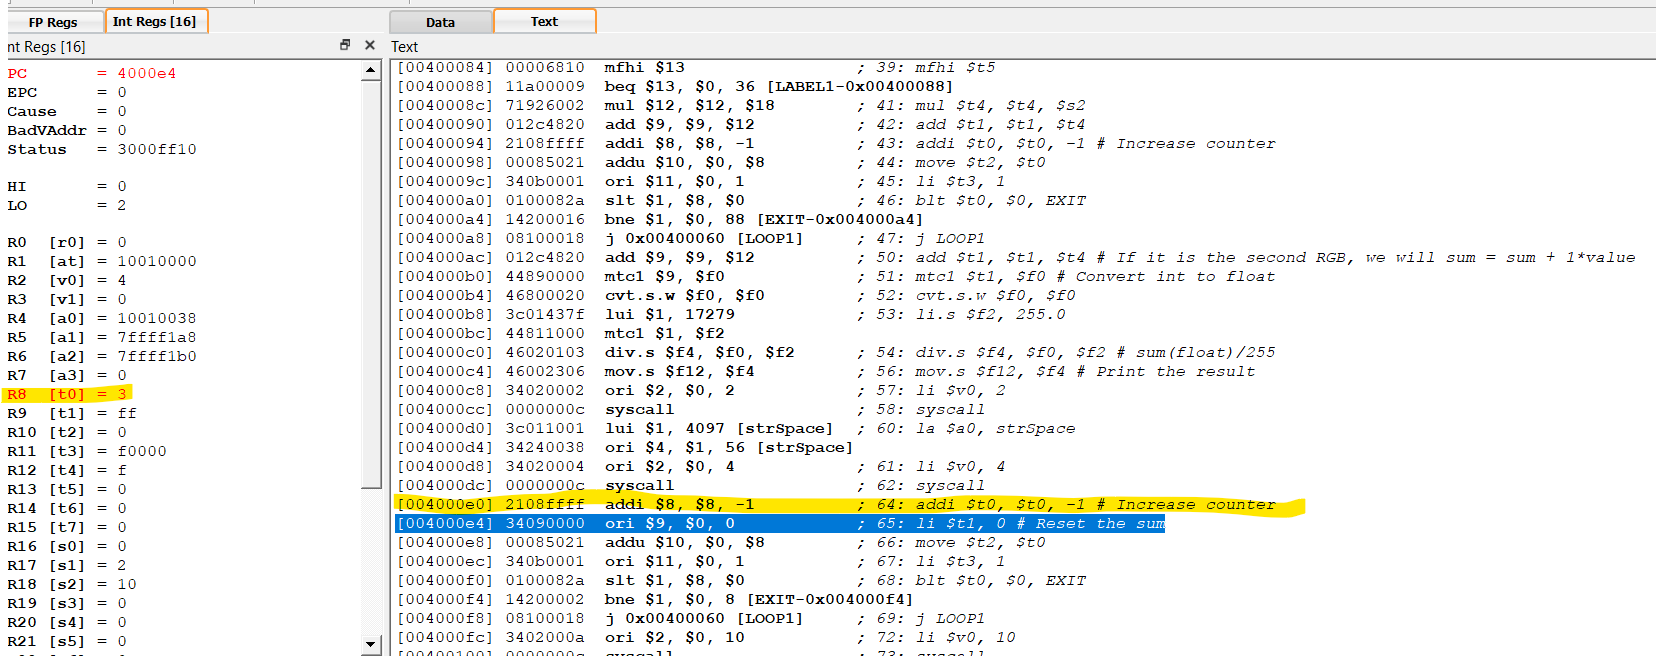 FP Regs
Int Regs [16]
Data
Text
nt Regs [16]
Text
PC = 4000e4
EPC = 0
Cause = 0
BadVAddr = 0
Status = 3000ff10
HI = 0
LO = 2
R0 [r0] = 0
R1 [at] = 10010000
R2 [v0] = 4
R3 [v1] = 0
R4 [a0] = 10010038
R5 [a1] = 7ffff1a8
R6 [a2] = 7ffff1b0
R7 [a3] = 0
R8 [t0] = 3
R9 [t1] = ff
R10 [t2] = 0
R11 [t3] = f0000
R12 [t4] = f
R13 [t5] = 0
R14 [t6] = 0
R15 [t7] = 0
R16 [s0] = 0
R17 [s1] = 2
R18 [s2] = 10
R19 [s3] = 0
R20 [s4] = 0
R21 [s5] = 0
[00400084] 00006810 mfhi $13 ; 39: mfhi $t5
[00400088] 11a00009 beq $13, $0, 36 [LABEL1-0x00400088]
[0040008c] 71926002 mul $12, $12, $18 ; 41: mul $t4, $t4, $s2
[00400090] 012c4820 add $9, $9, $12 ; 42: add $t1, $t1, $t4
[00400094] 2108ffff addi $8, $8, -1 ; 43: addi $t0, $t0, -1 # Increase counter
[00400098] 00085021 addu $10, $0, $8 ; 44: move $t2, $t0
[0040009c] 340b0001 ori $11, $0, 1 ; 45: li $t3, 1
[004000a0] 0100082a slt $1, $8, $0 ; 46: blt $t0, $0, EXIT
[004000a4] 14200016 bne $1, $0, 88 [EXIT-0x004000a4]
[004000a8] 08100018 j 0x00400060 [LOOP1] ; 47: j LOOP1
[004000ac] 012c4820 add $9, $9, $12 ; 50: add $t1, $t1, $t4 # If it is the second RGB, we will sum = sum + 1*value
[004000b0] 44890000 mtc1 $9, $f0 ; 51: mtc1 $t1, $f0 # Convert int to float
[004000b4] 46800020 cvt.s.w $f0, $f0 ; 52: cvt.s.w $f0, $f0
[004000b8] 3c01437f lui $1, 17279 ; 53: li.s $f2, 255.0
[004000bc] 44811000 mtc1 $1, $f2
[004000c0] 46020103 div.s $f4, $f0, $f2 ; 54: div.s $f4, $f0, $f2 # sum(float)/255
[004000c4] 46002306 mov.s $f12, $f4 ; 56: mov.s $f12, $f4 # Print the result
[004000c8] 34020002 ori $2, $0, 2 ; 57: li $v0, 2
[004000cc] 0000000c syscall ; 58: syscall
[004000d0] 3c011001 lui $1, 4097 [strSpace] ; 60: la $a0, strSpace
[004000d4] 34240038 ori $4, $1, 56 [strSpace]
[004000d8] 34020004 ori $2, $0, 4 ; 61: li $v0, 4
[004000dc] 0000000c syscall ; 62: syscall
[004000e0] 2108ffff addi $8, $8, -1 ; 64: addi $t0, $t0, -1 # Increase counter
[004000e4] 34090000 ori $9, $0, 0 ; 65: li $t1, 0 # Reset the sum
[004000e8] 00085021 addu $10, $0, $8 ; 66: move $t2, $t0
[004000ec] 340b0001 ori $11, $0, 1 ; 67: li $t3, 1
[004000f0] 0100082a slt $1, $8, $0 ; 68: blt $t0, $0, EXIT
[004000f4] 14200002 bne $1, $0, 8 [EXIT-0x004000f4]
[004000f8] 08100018 j 0x00400060 [LOOP1] ; 69: j LOOP1
[004000fc] 3402000a ori $2, $0, 10 ; 72: li $v0, 10